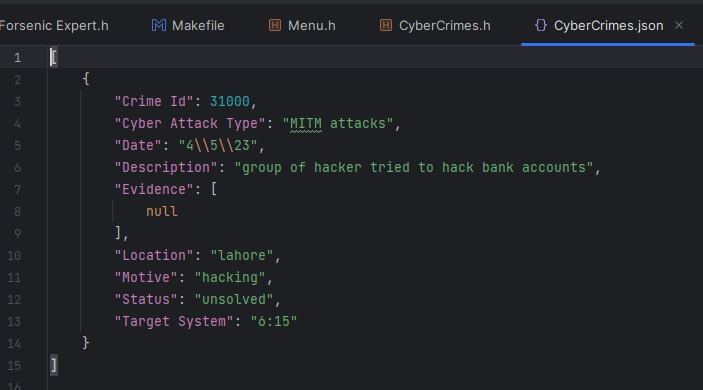 Forsenic Expert.h Makefile Menu.h CyberCrimes.h CyberCrimes.json
1 [
2 {
3 "Crime Id": 31000,
4 "Cyber Attack Type": "MITM attacks",
5 "Date": "4\\5\\23",
6 "Description": "group of hacker tried to hack bank accounts",
7 "Evidence": [
8 null
9 ],
10 "Location": "lahore",
11 "Motive": "hacking",
12 "Status": "unsolved",
13 "Target System": "6:15"
14 }
15 ]
16